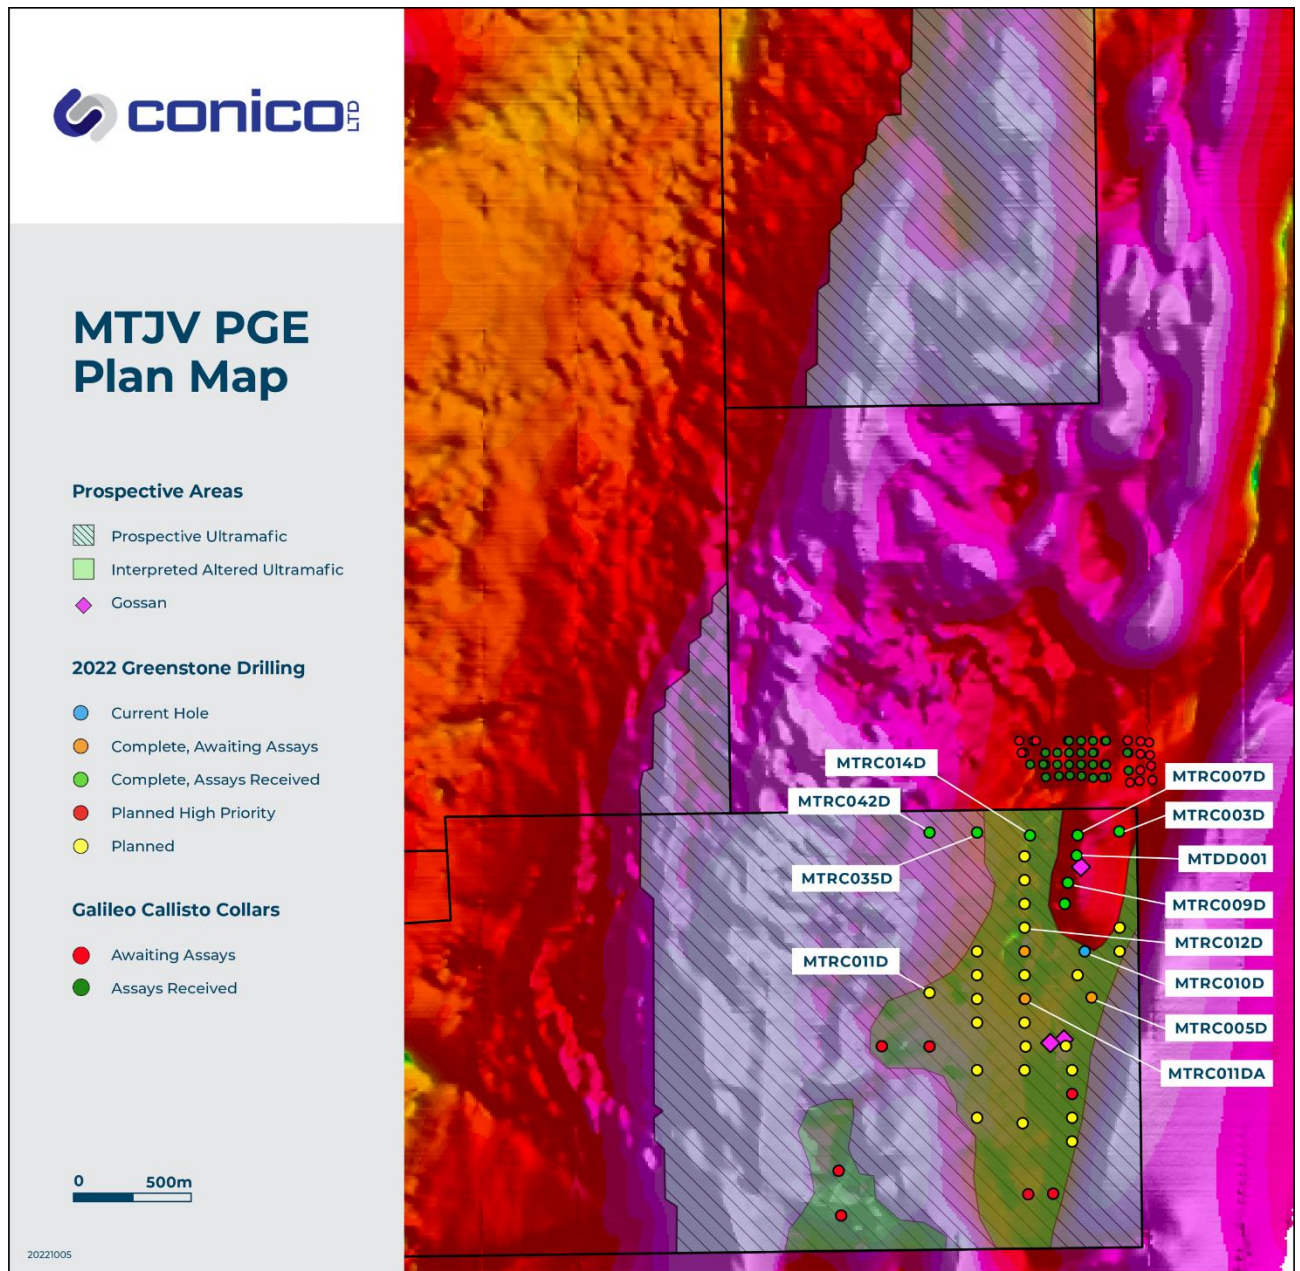 conico LTD
MTJV PGE
Plan Map
Prospective Areas
Prospective Ultramafic
Interpreted Altered Ultramafic
Gossan
2022 Greenstone Drilling
Current Hole
Complete, Awaiting Assays
Complete, Assays Received
Planned High Priority
Planned
Galileo Callisto Collars
Awaiting Assays
Assays Received
0 500m
20221005
MTRC014D
MTRC042D
MTRC035D
MTRC011D
MTRC007D
MTRC003D
MTDD001
MTRC009D
MTRC012D
MTRC010D
MTRC005D
MTRC011DA